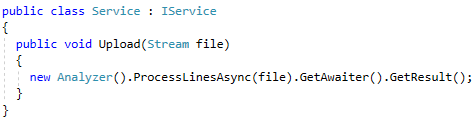 public class Service : IService
{
public void Upload(Stream file)
{
new Analyzer().ProcessLinesAsync(file).GetAwaiter().GetResult();
}
}